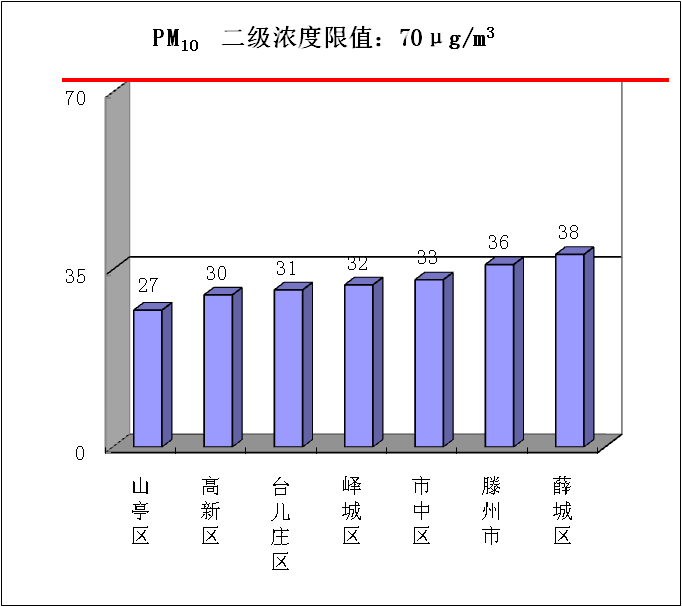 PM10 二级浓度限值：70μg/m3
70
35
0
27
30
31
32
33
36
38
山亭区
高新区
台儿庄区
峄城区
市中区
滕州市
薛城区